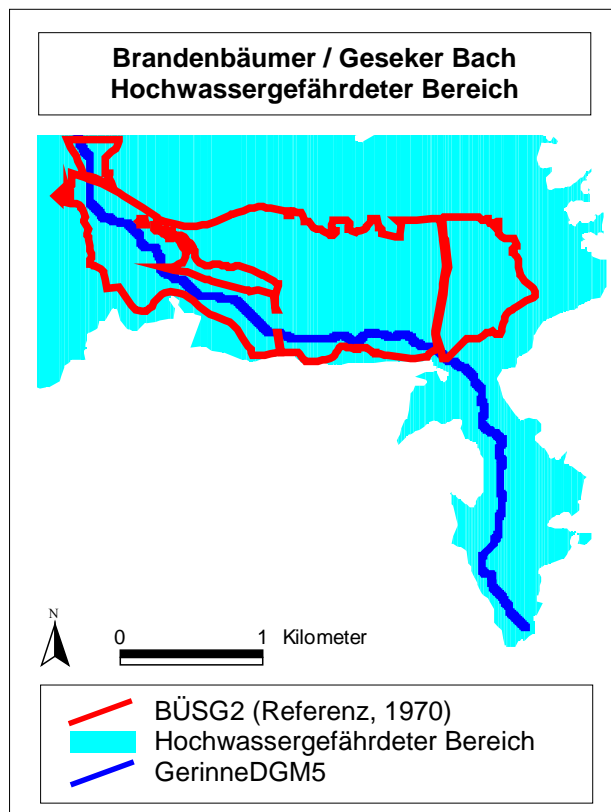 Brandenbäumer / Geseker Bach
Hochwassergefährdeter Bereich
N
0 1 Kilometer
BÜSG2 (Referenz, 1970)
Hochwassergefährdeter Bereich
GerinneDGM5